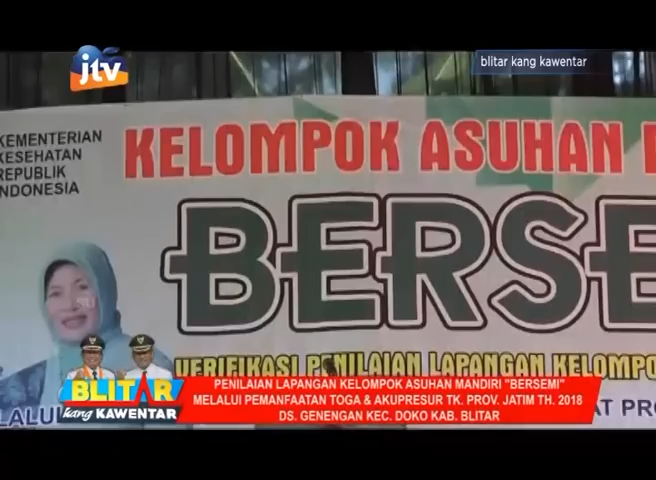 jtv
blitar kang kawentar
KEMENTERIAN
KESEHATAN
REPUBLIK
INDONESIA
KELOMPOK ASUHAN
BERSE
VERIFIKASI PENILAIAN LAPANGAN KELOMPO
BLITAR
kang KAWENTAR
PENILAIAN LAPANGAN KELOMPOK ASUHAN MANDIRI "BERSEMI"
MELALUI PEMANFAATAN TOGA & AKUPRESUR TK. PROV. JATIM TH. 2018
DS. GENENGAN KEC. DOKO KAB. BLITAR